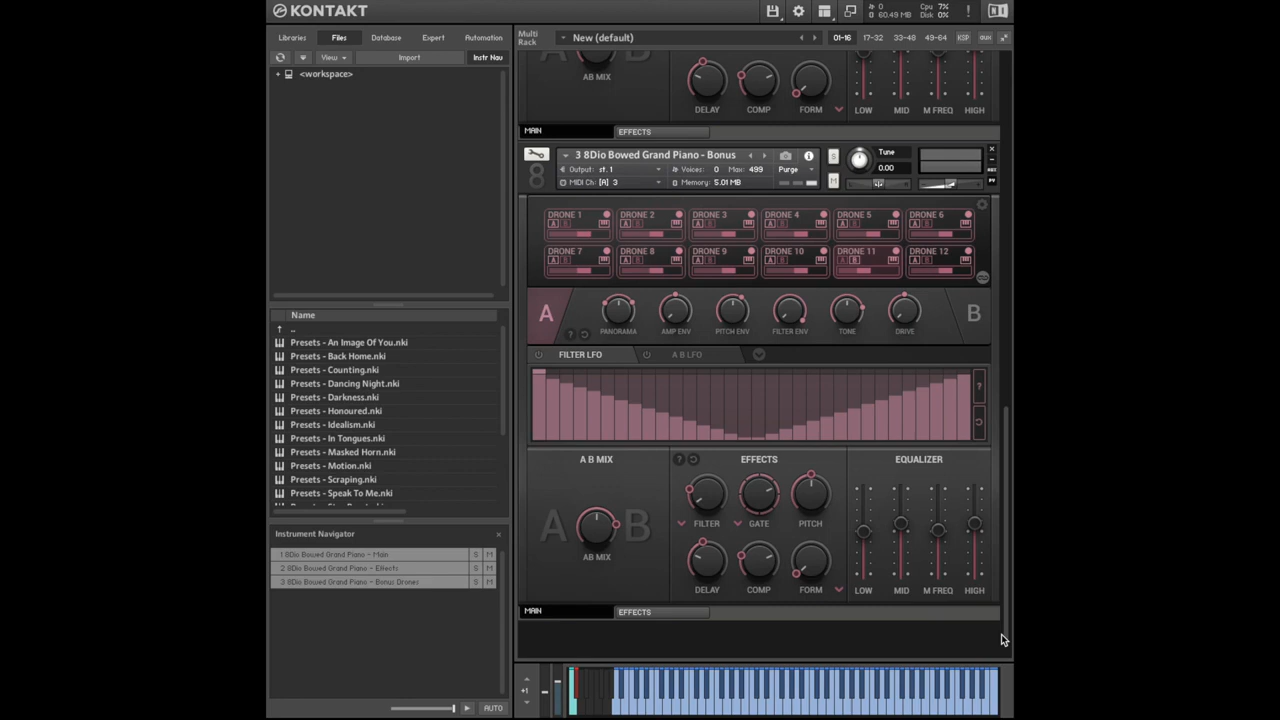 KONTAKT
0
60.49 MB
Cpu 7%
Disk 0%
!
Libraries Files Database Expert Automation
Multi Rack
New (default)
01-16 17-32 33-48 49-64 KSP aux
View Import Instr Nav
+ <workspace>
A B
AB MIX
DELAY COMP FORM
LOW MID M FREQ HIGH
MAIN EFFECTS
8
3 8Dio Bowed Grand Piano - Bonus
Output: st. 1 Voices: 0 Max: 499 Purge
MIDI Ch: [A] 3 Memory: 5.01 MB
S
M
Tune
0.00
DRONE 1 DRONE 2 DRONE 3 DRONE 4 DRONE 5 DRONE 6
A B A B A B A B A B A B
DRONE 7 DRONE 8 DRONE 9 DRONE 10 DRONE 11 DRONE 12
A B A B A B A B A B A B
A
PANORAMA AMP ENV PITCH ENV FILTER ENV TONE DRIVE
B
?
FILTER LFO A B LFO
?
A B MIX
A B
AB MIX
? EFFECTS
FILTER GATE PITCH
DELAY COMP FORM
EQUALIZER
LOW MID M FREQ HIGH
MAIN EFFECTS
Name
..
Presets - An Image Of You.nki
Presets - Back Home.nki
Presets - Counting.nki
Presets - Dancing Night.nki
Presets - Darkness.nki
Presets - Honoured.nki
Presets - Idealism.nki
Presets - In Tongues.nki
Presets - Masked Horn.nki
Presets - Motion.nki
Presets - Scraping.nki
Presets - Speak To Me.nki
Instrument Navigator
1 8Dio Bowed Grand Piano - Main S M
2 8Dio Bowed Grand Piano - Effects S M
3 8Dio Bowed Grand Piano - Bonus Drones S M
AUTO
+1